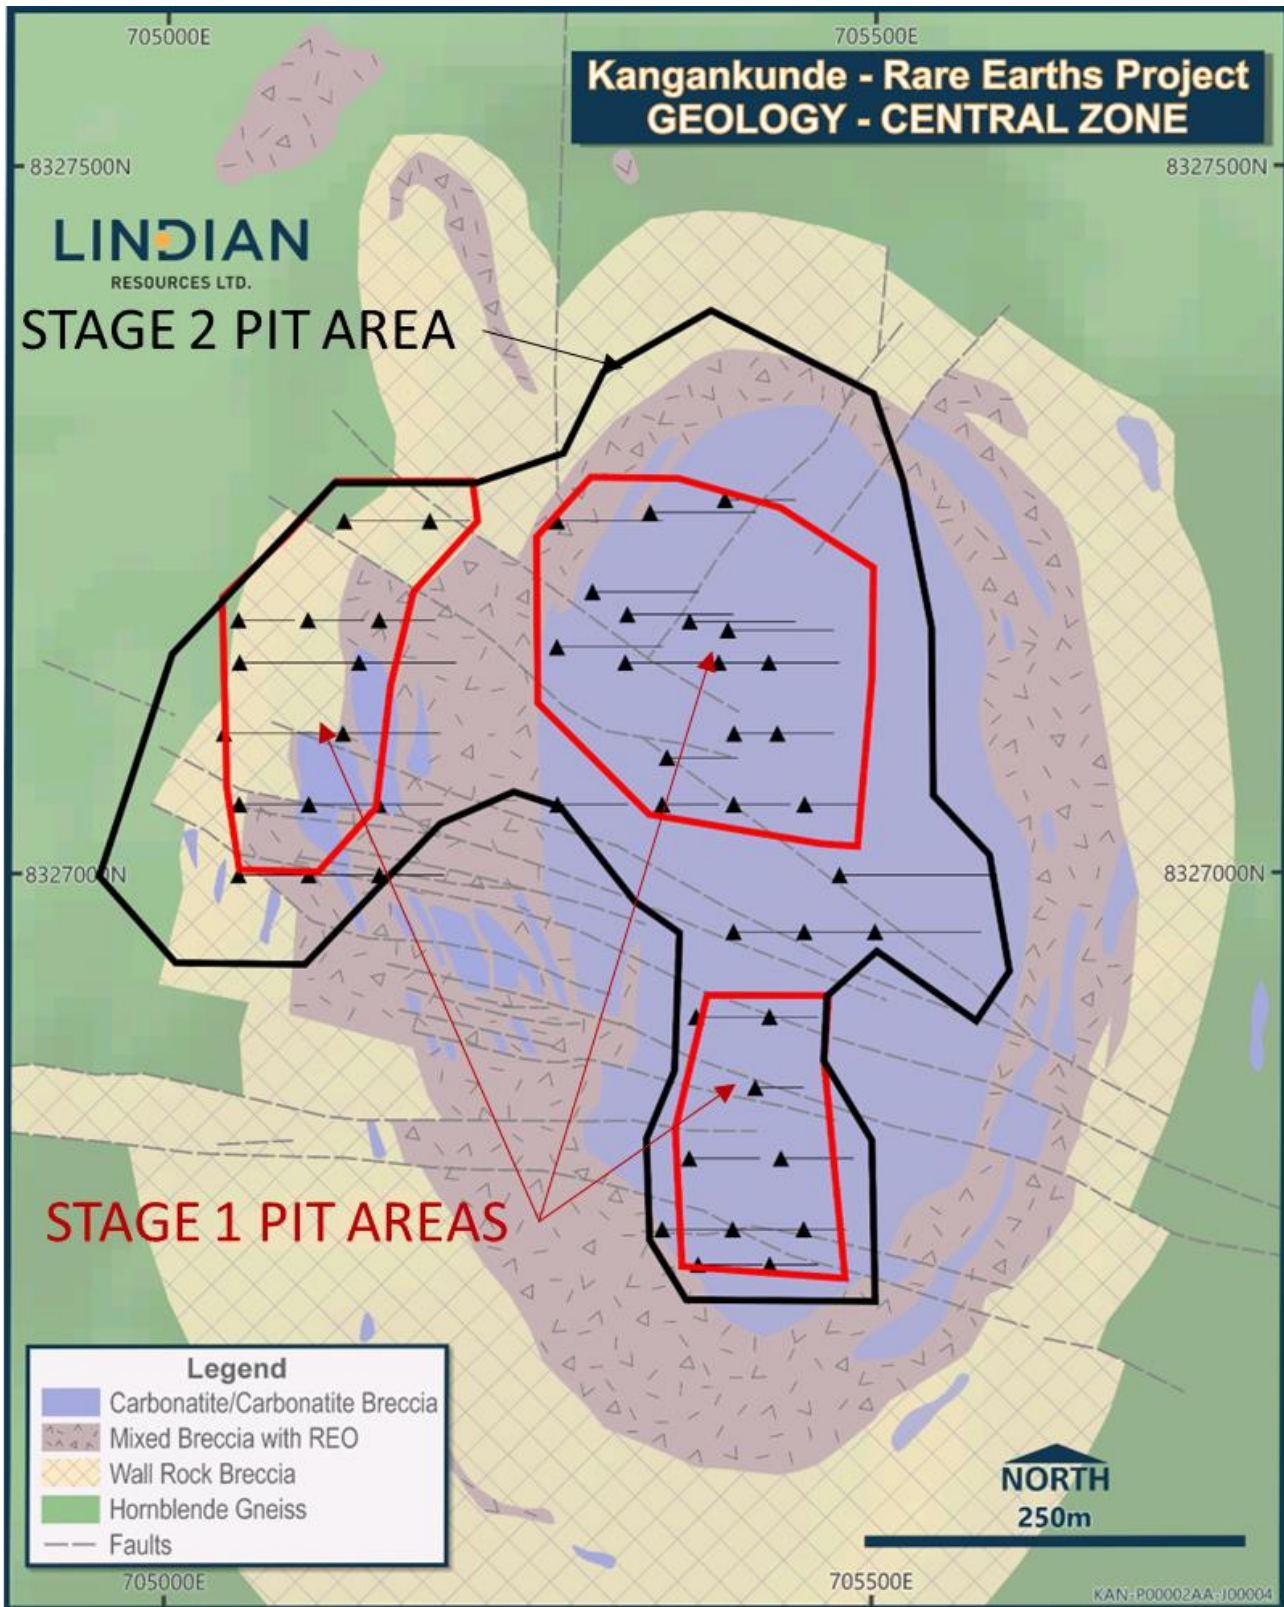 705000E
705500E
Kangankunde - Rare Earths Project
GEOLOGY - CENTRAL ZONE
8327500N
8327500N
LINDIAN
RESOURCES LTD.
STAGE 2 PIT AREA
8327000N
8327000N
STAGE 1 PIT AREAS
Legend
Carbonatite/Carbonatite Breccia
Mixed Breccia with REO
Wall Rock Breccia
Hornblende Gneiss
Faults
NORTH
250m
705000E
705500E
KAN-P00002AA-J00004